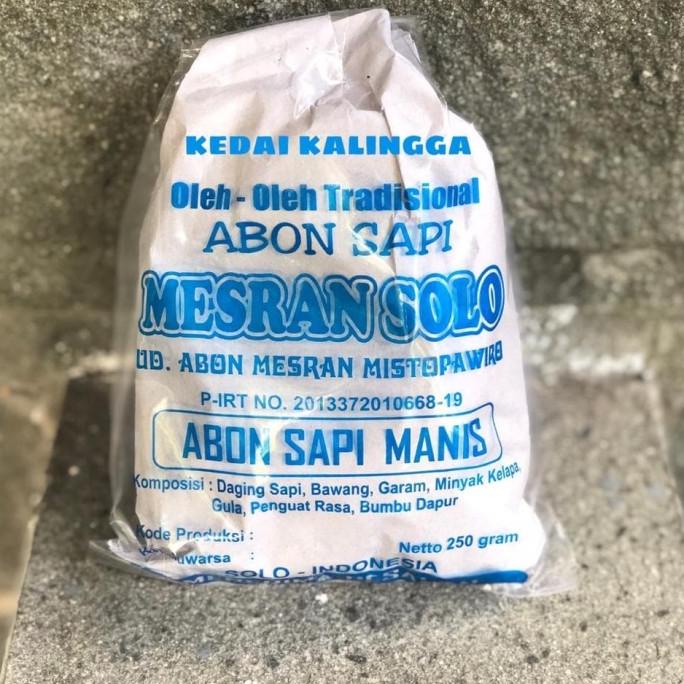 KEDAI KALINGGA
Oleh - Oleh Tradisional
ABON SAPI
MESRAN SOLO
UD. ABON MESRAN MISTOPAWIRO
P-IRT NO. 2013372010668-19
ABON SAPI MANIS
Komposisi : Daging Sapi, Bawang, Garam, Minyak Kelapa,
Gula, Penguat Rasa, Bumbu Dapur
Kode Produksi :
:
Netto 250 gram
SOLO - INDONESIA